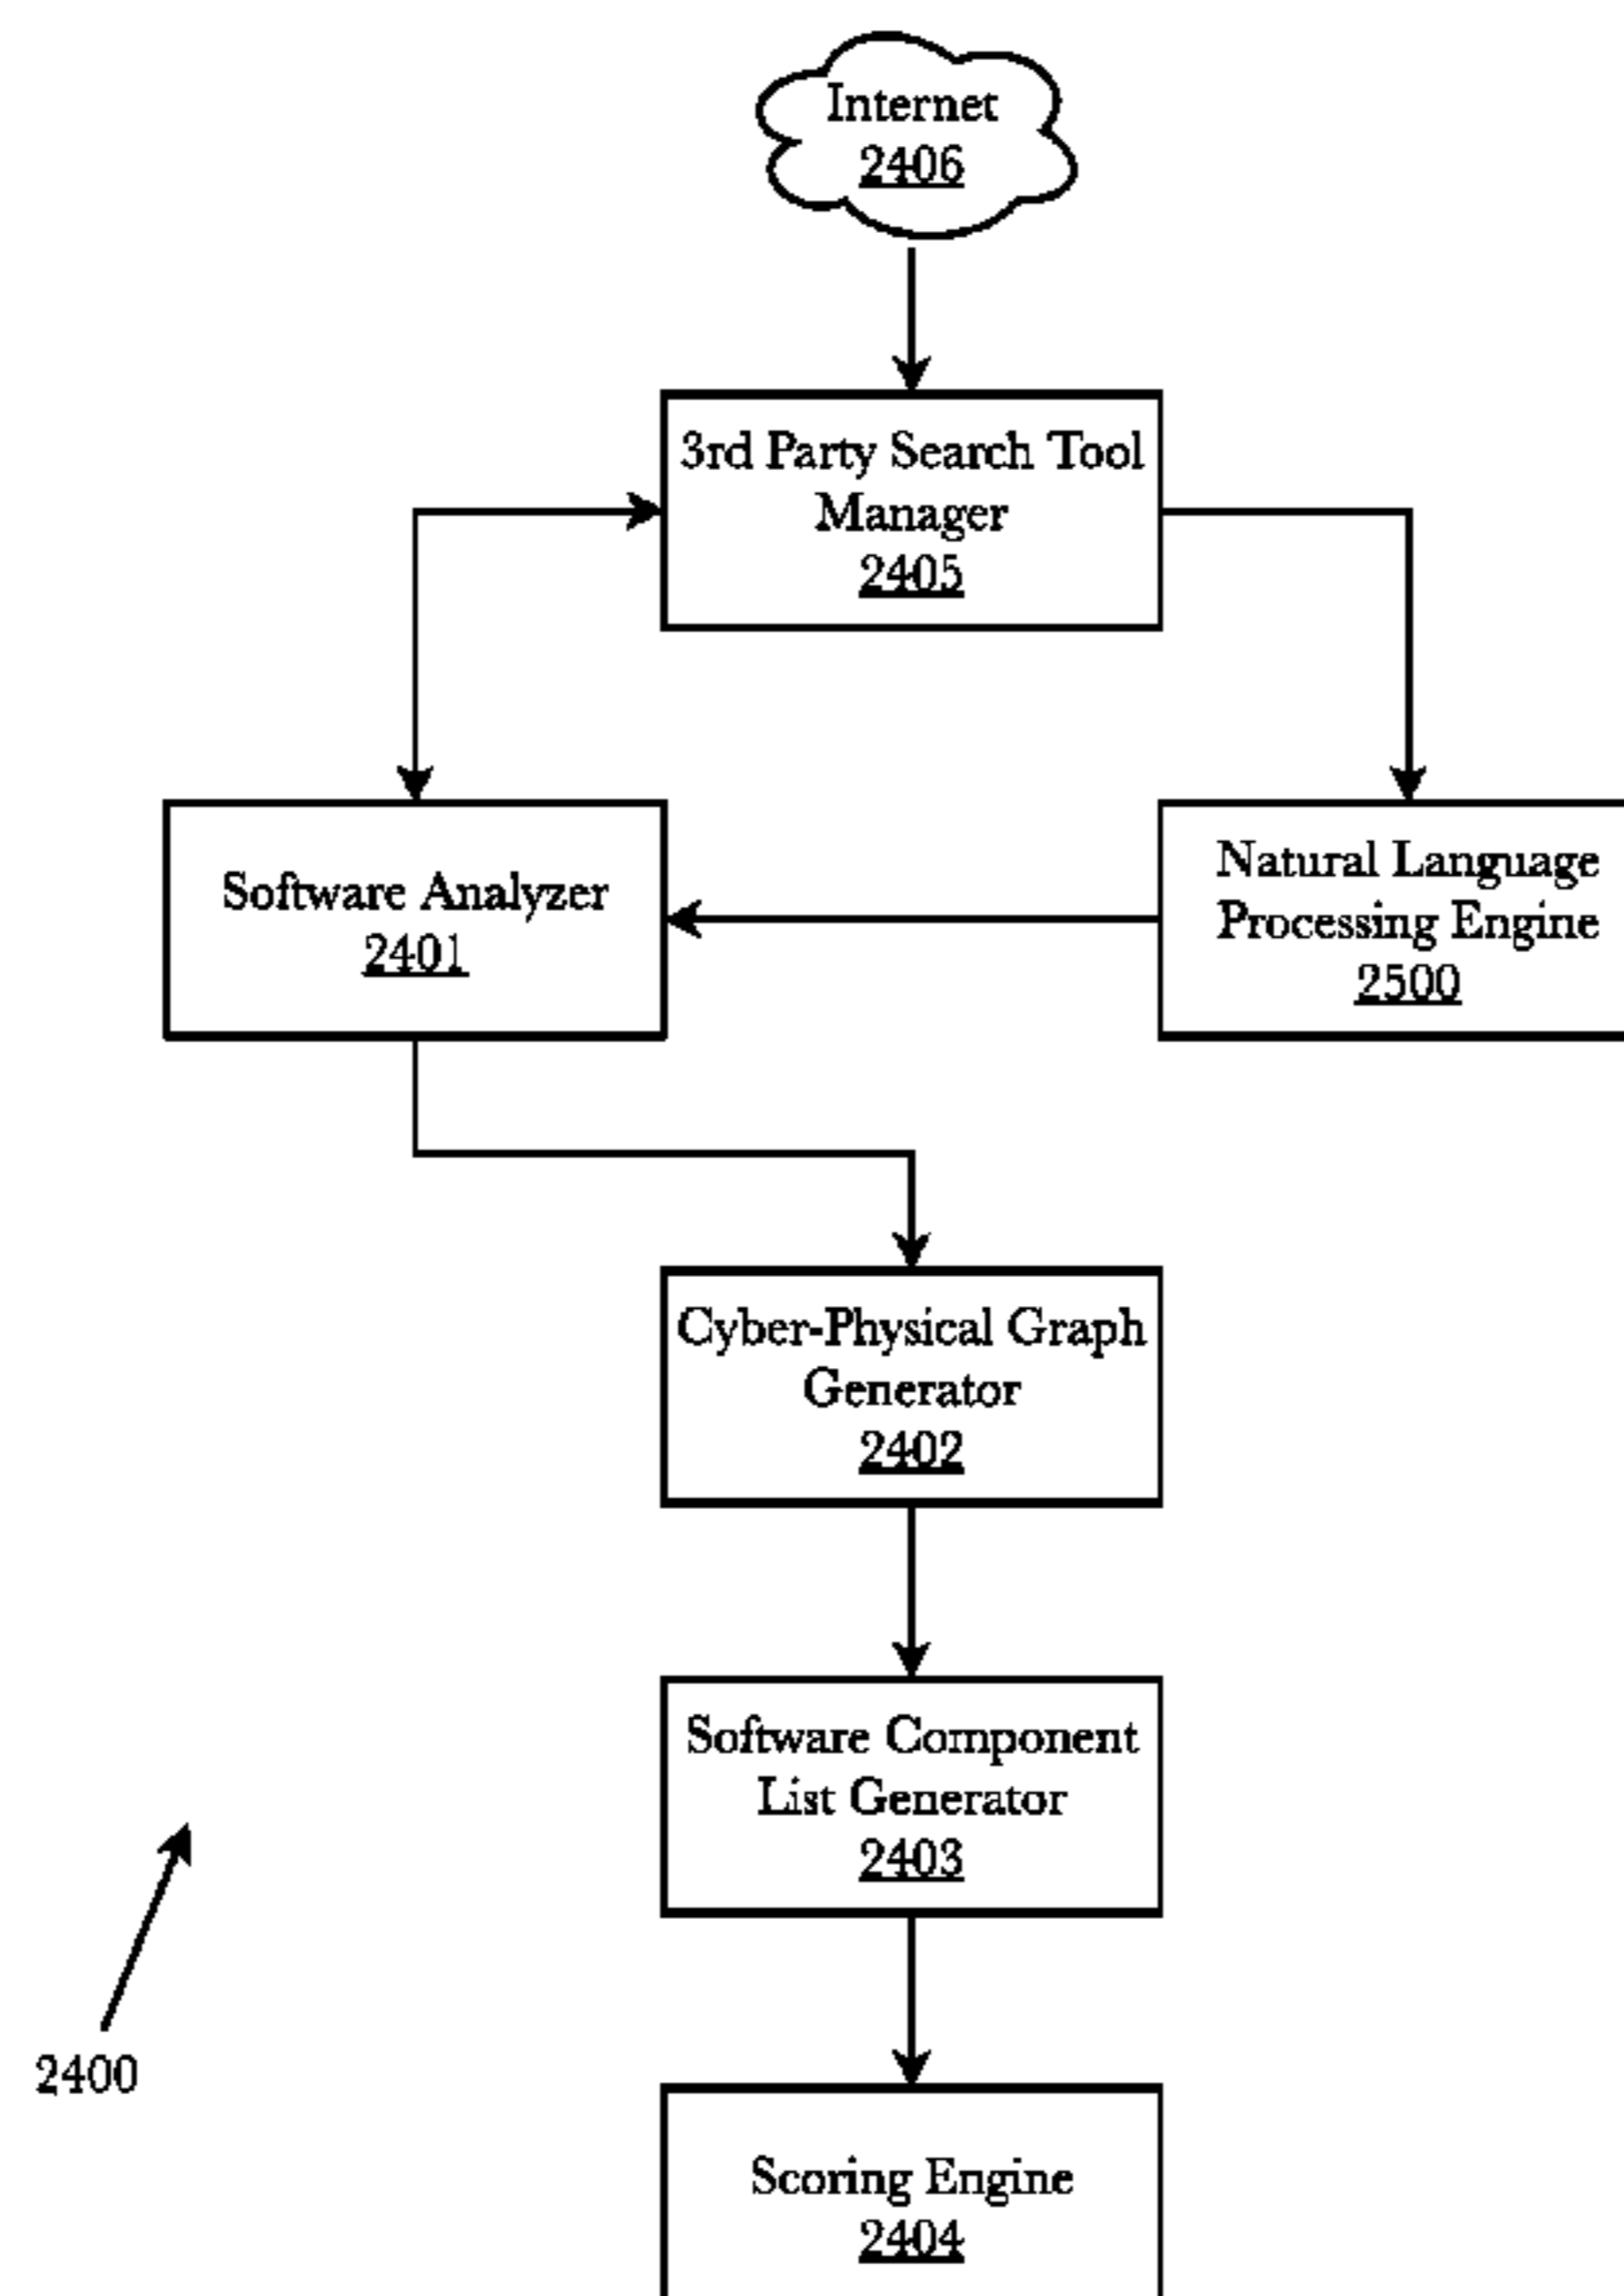 Internet
2406
3rd Party Search Tool
Manager
2405
Software Analyzer
2401
Natural Language
Processing Engine
2500
Cyber-Physical Graph
Generator
2402
Software Component
List Generator
2403
2400
Scoring Engine
2404